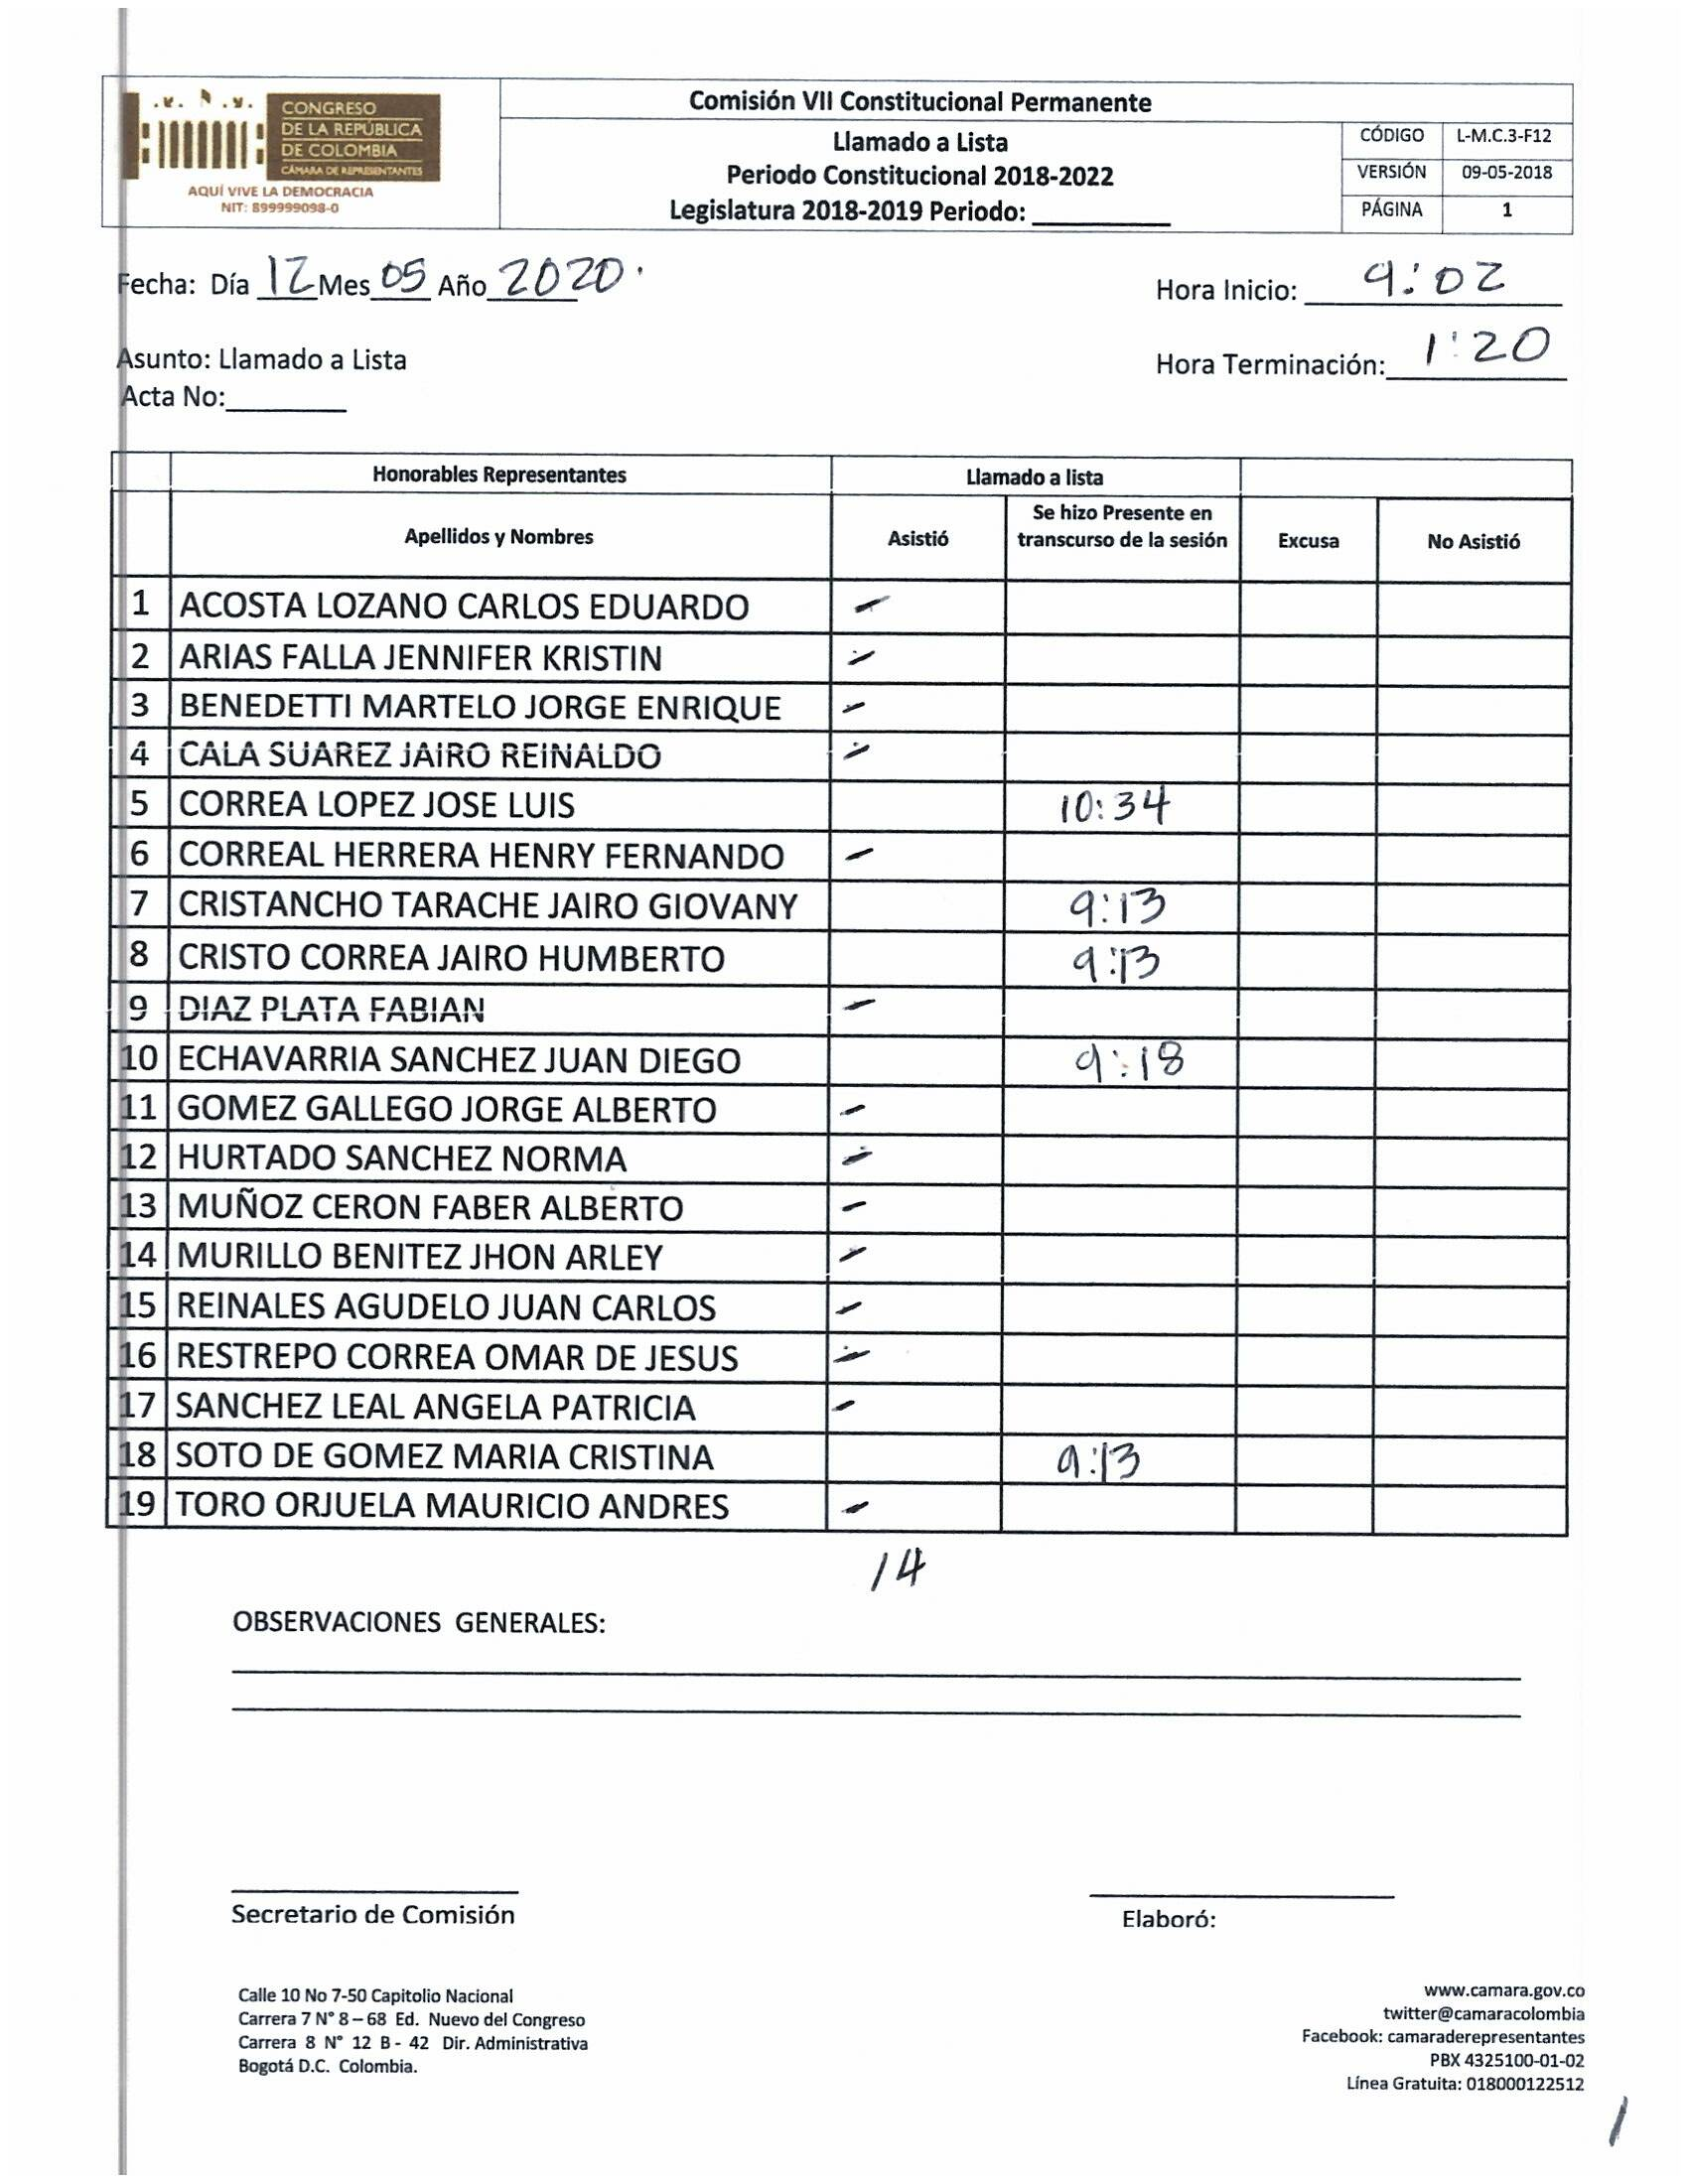 CONGRESO
DE LA REPÚBLICA
DE COLOMBIA
CÁMARA DE REPRESENTANTES
AQUÍ VIVE LA DEMOCRACIA
NIT: 899999098-0
Comisión VII Constitucional Permanente
Llamado a Lista
Periodo Constitucional 2018-2022
Legislatura 2018-2019 Periodo:
CÓDIGO L-M.C.3-F12
VERSIÓN 09-05-2018
PÁGINA 1
Fecha: Día 12 Mes 05 Año 2020.
Hora Inicio: 9:02
Asunto: Llamado a Lista
Hora Terminación: 1:20
Acta No:
Honorables Representantes Llamado a lista
Apellidos y Nombres Asistió Se hizo Presente en transcurso de la sesión Excusa No Asistió
1 ACOSTA LOZANO CARLOS EDUARDO
2 ARIAS FALLA JENNIFER KRISTIN
3 BENEDETTI MARTELO JORGE ENRIQUE
4 CALA SUAREZ JAIRO REINALDO
5 CORREA LOPEZ JOSE LUIS 10:34
6 CORREAL HERRERA HENRY FERNANDO
7 CRISTANCHO TARACHE JAIRO GIOVANY 9:13
8 CRISTO CORREA JAIRO HUMBERTO 9:13
9 DIAZ PLATA FABIAN
10 ECHAVARRIA SANCHEZ JUAN DIEGO 9:18
11 GOMEZ GALLEGO JORGE ALBERTO
12 HURTADO SANCHEZ NORMA
13 MUÑOZ CERON FABER ALBERTO
14 MURILLO BENITEZ JHON ARLEY
15 REINALES AGUDELO JUAN CARLOS
16 RESTREPO CORREA OMAR DE JESUS
17 SANCHEZ LEAL ANGELA PATRICIA
18 SOTO DE GOMEZ MARIA CRISTINA 9:13
19 TORO ORJUELA MAURICIO ANDRES
14
OBSERVACIONES GENERALES:
Secretario de Comisión
Elaboró:
Calle 10 No 7-50 Capitolio Nacional
Carrera 7 N° 8 – 68 Ed. Nuevo del Congreso
Carrera 8 N° 12 B - 42 Dir. Administrativa
Bogotá D.C. Colombia.
www.camara.gov.co
twitter@camaracolombia
Facebook: camaraderepresentantes
PBX 4325100-01-02
Línea Gratuita: 018000122512
1